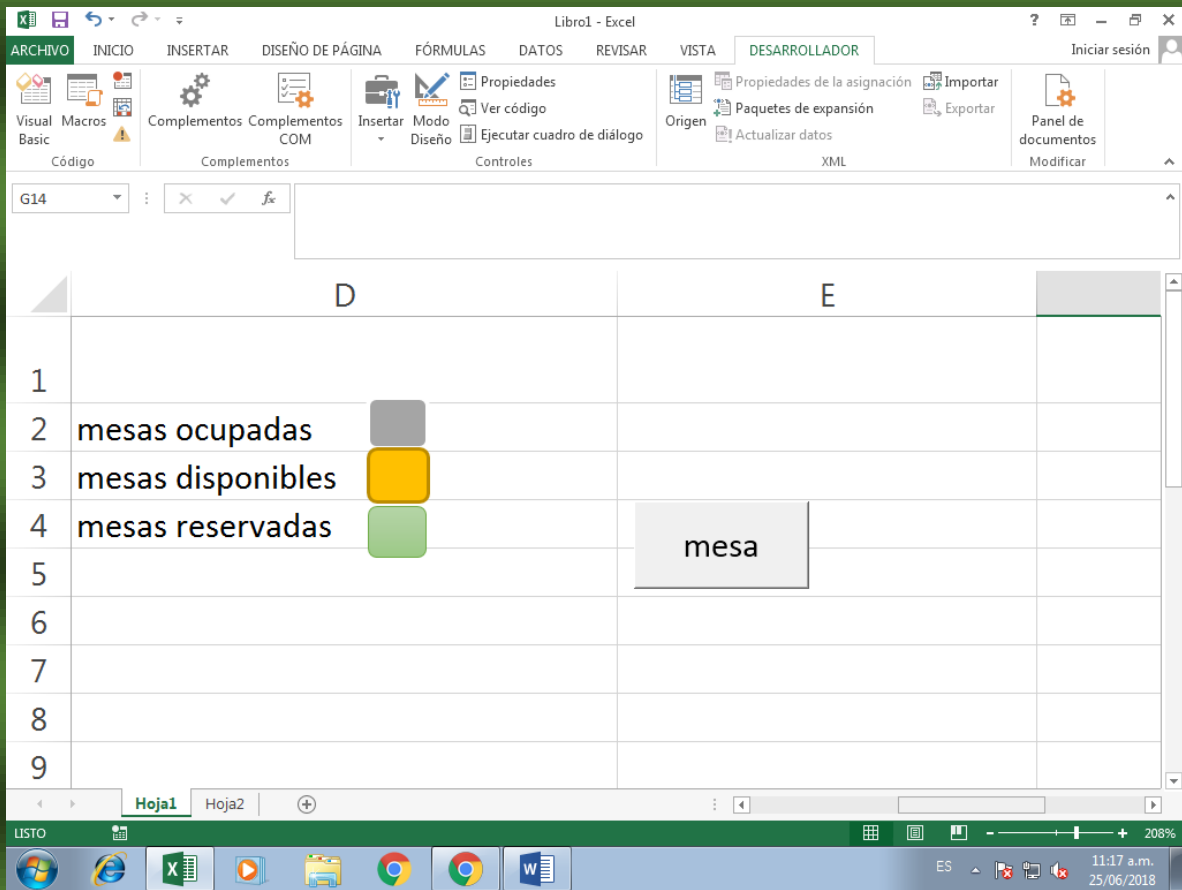 Libro1 - Excel
ARCHIVO INICIO INSERTAR DISEÑO DE PÁGINA FÓRMULAS DATOS REVISAR VISTA DESARROLLADOR Iniciar sesión
Visual Basic
Macros
Código
Complementos
Complementos COM
Complementos
Insertar
Modo Diseño
Propiedades
Ver código
Ejecutar cuadro de diálogo
Controles
Origen
Propiedades de la asignación
Paquetes de expansión
Actualizar datos
Importar
Exportar
XML
Panel de documentos
Modificar
G14
fx
D E
1
2 mesas ocupadas
3 mesas disponibles
4 mesas reservadas
mesa
5
6
7
8
9
Hoja1 Hoja2
LISTO
208%
ES
11:17 a.m.
25/06/2018